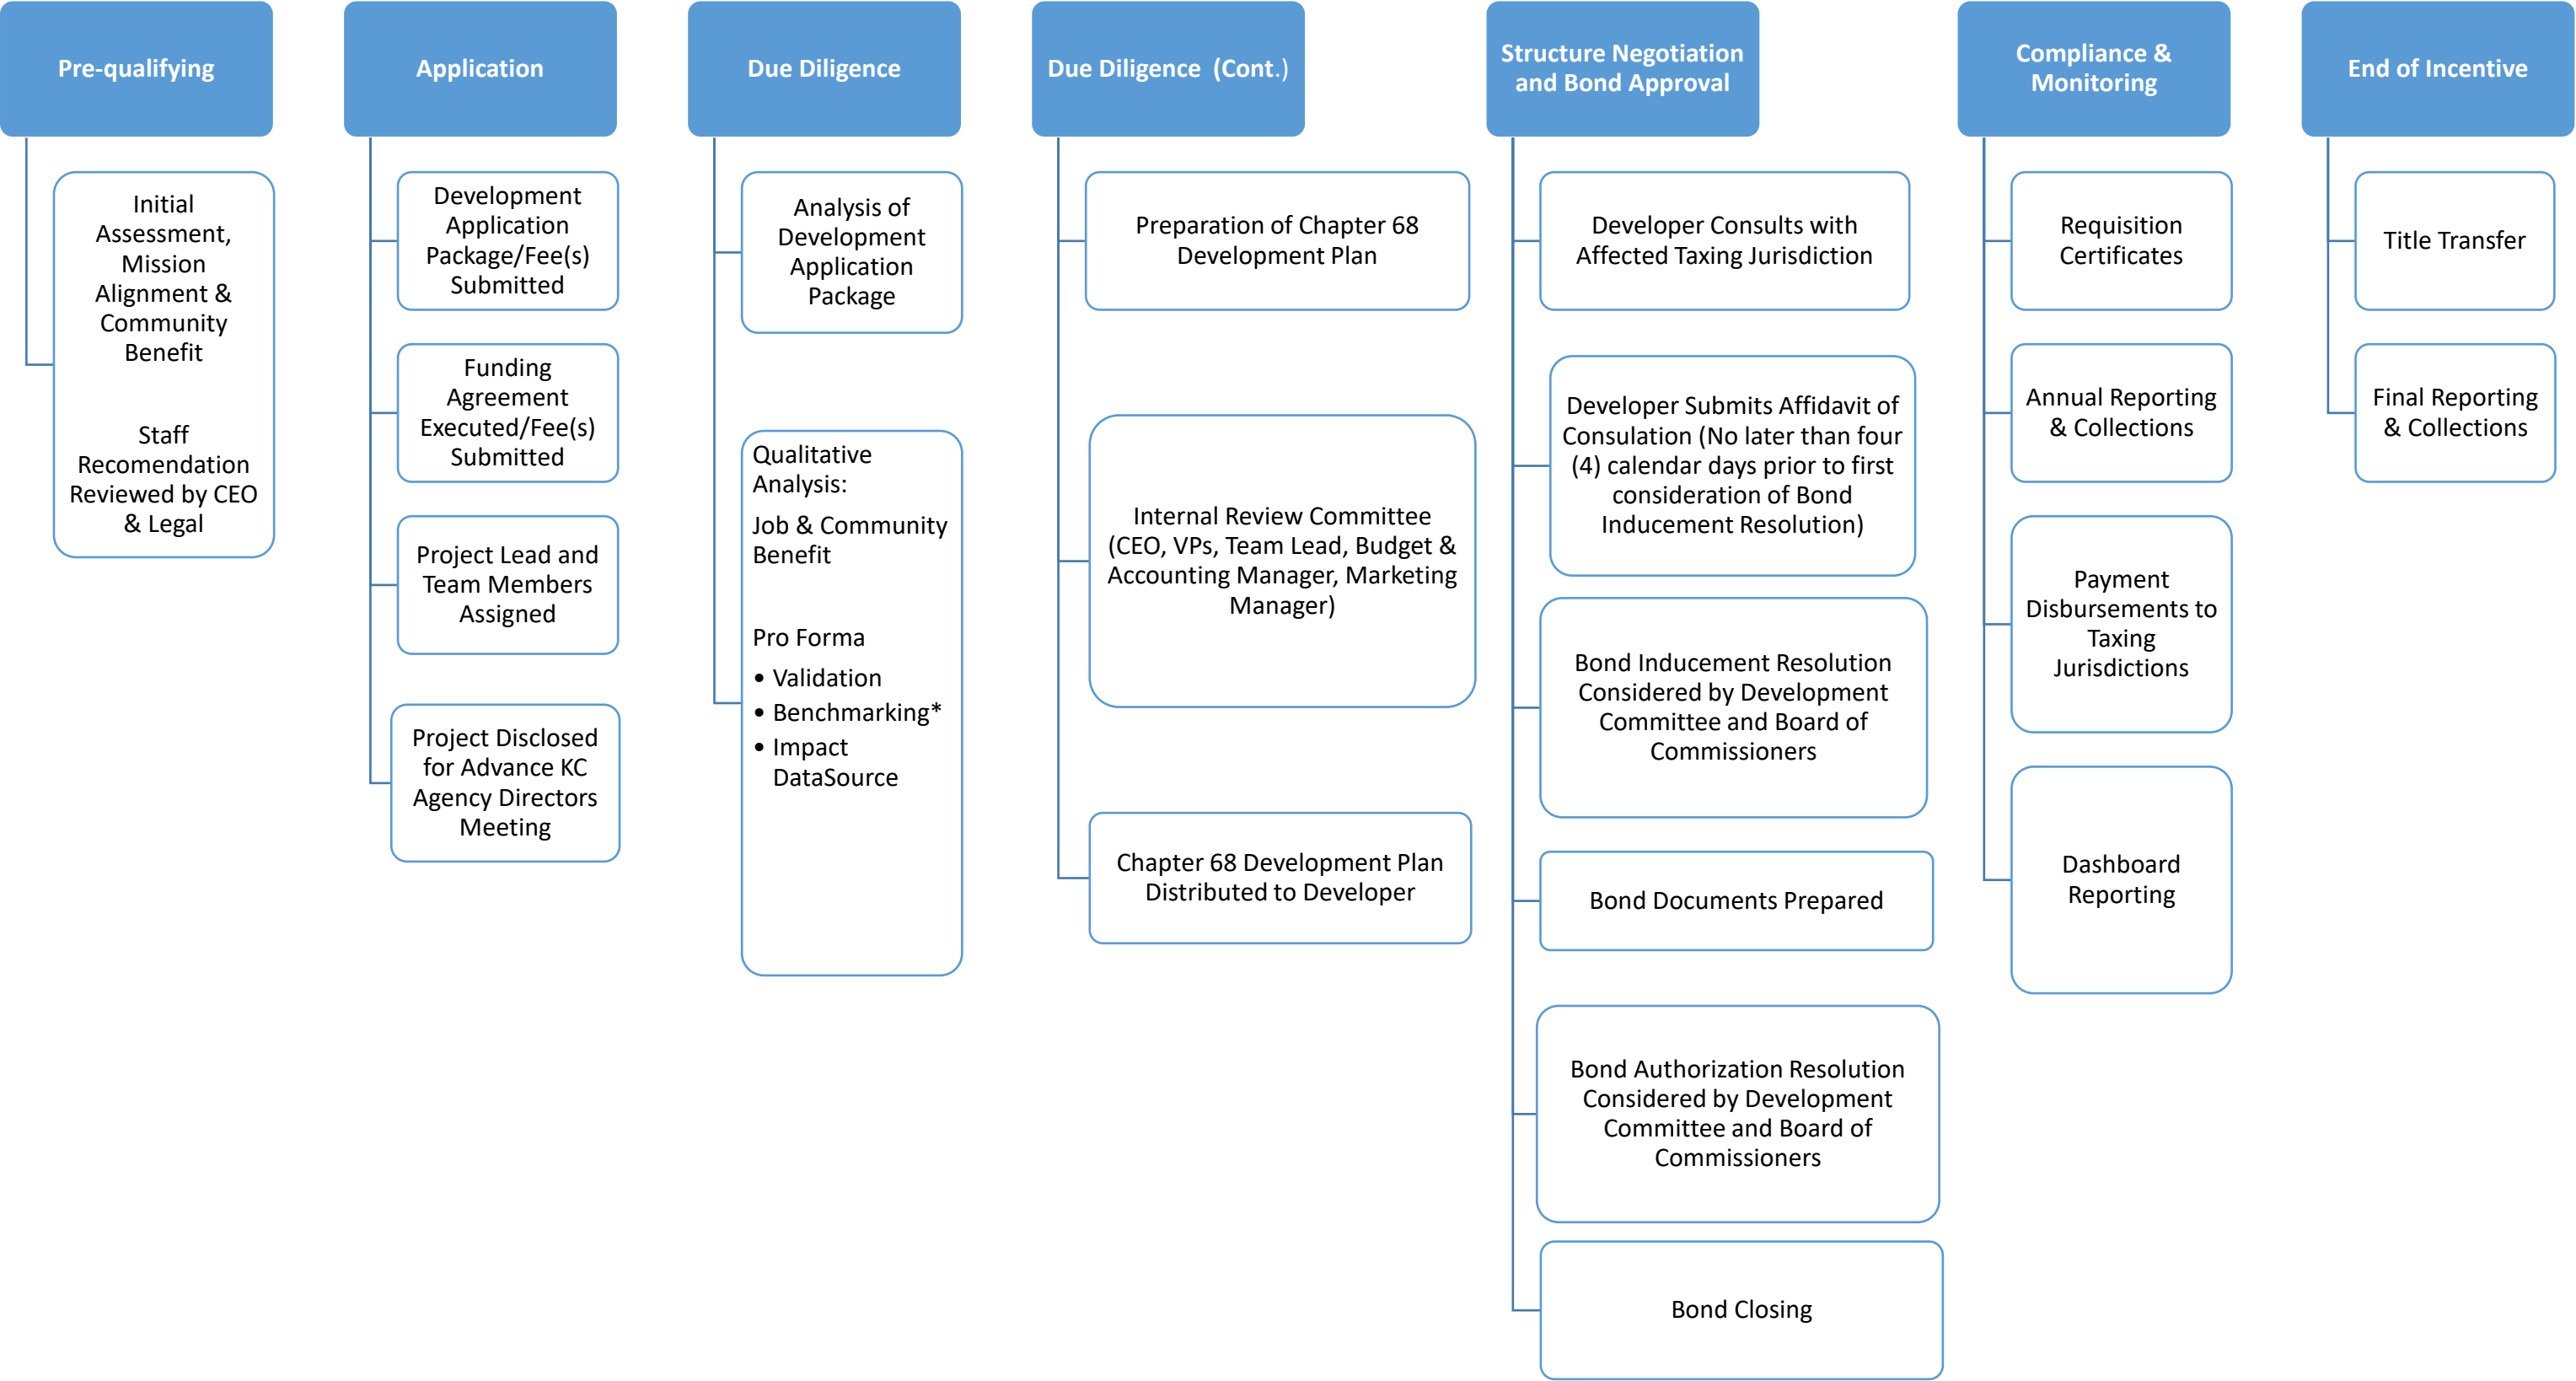 Pre-qualifying
Initial
Assessment,
Mission
Alignment &
Community
Benefit
Staff
Recomendation
Reviewed by CEO
& Legal
Application
Development
Application
Package/Fee(s)
Submitted
Funding
Agreement
Executed/Fee(s)
Submitted
Project Lead and
Team Members
Assigned
Project Disclosed
for Advance KC
Agency Directors
Meeting
Due Diligence
Analysis of
Development
Application
Package
Qualitative
Analysis:
Job & Community
Benefit
Pro Forma
• Validation
• Benchmarking*
• Impact
DataSource
Due Diligence (Cont.)
Preparation of Chapter 68
Development Plan
Internal Review Committee
(CEO, VPs, Team Lead, Budget &
Accounting Manager, Marketing
Manager)
Chapter 68 Development Plan
Distributed to Developer
Structure Negotiation
and Bond Approval
Developer Consults with
Affected Taxing Jurisdiction
Developer Submits Affidavit of
Consulation (No later than four
(4) calendar days prior to first
consideration of Bond
Inducement Resolution)
Bond Inducement Resolution
Considered by Development
Committee and Board of
Commissioners
Bond Documents Prepared
Bond Authorization Resolution
Considered by Development
Committee and Board of
Commissioners
Bond Closing
Compliance &
Monitoring
Requisition
Certificates
Annual Reporting
& Collections
Payment
Disbursements to
Taxing
Jurisdictions
Dashboard
Reporting
End of Incentive
Title Transfer
Final Reporting
& Collections